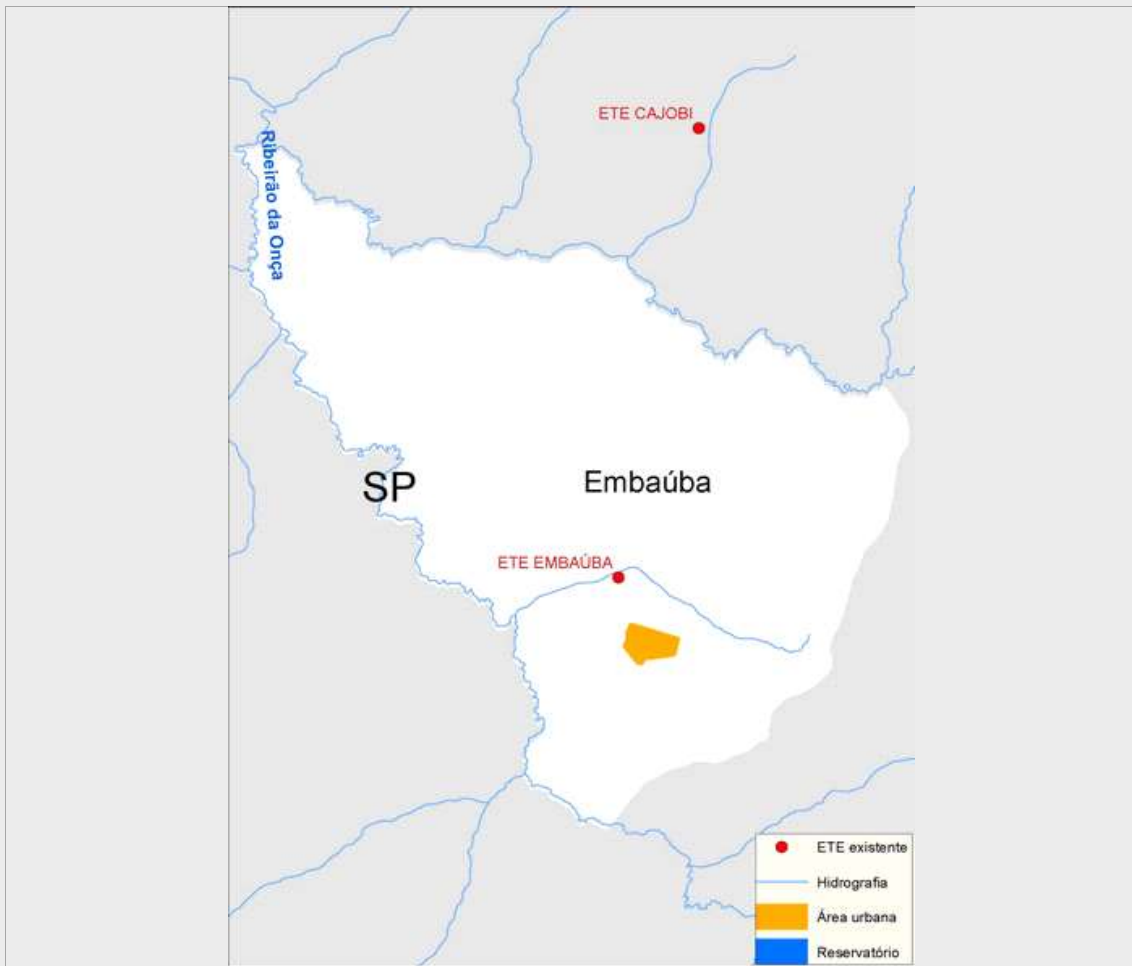 ETE CAJOBI
Ribeirão da Onça
SP
Embaúba
ETE EMBAÚBA
ETE existente
Hidrografia
Área urbana
Reservatório